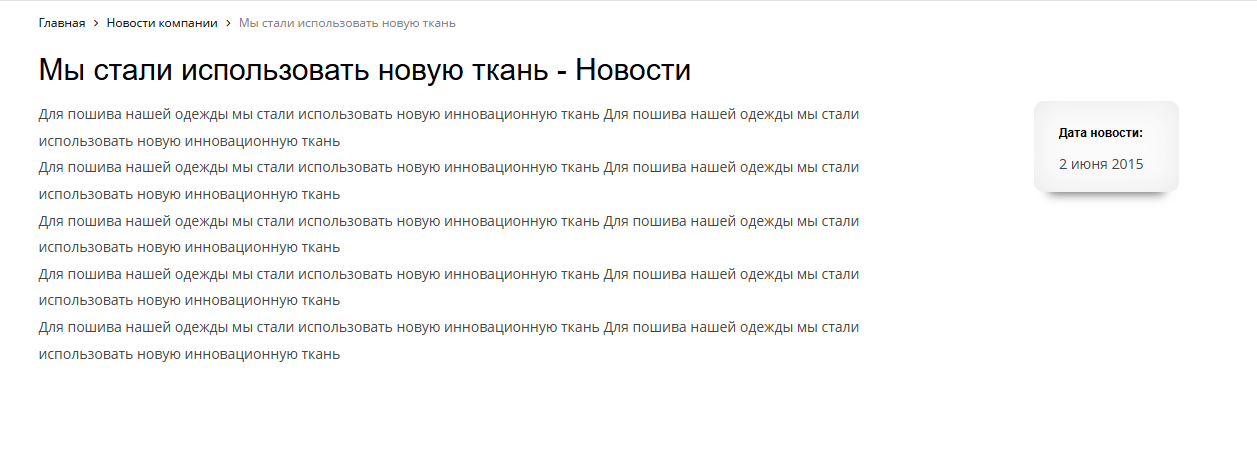 Главная > Новости компании > Мы стали использовать новую ткань
Мы стали использовать новую ткань - Новости
Для пошива нашей одежды мы стали использовать новую инновационную ткань Для пошива нашей одежды мы стали
использовать новую инновационную ткань
Для пошива нашей одежды мы стали использовать новую инновационную ткань Для пошива нашей одежды мы стали
использовать новую инновационную ткань
Для пошива нашей одежды мы стали использовать новую инновационную ткань Для пошива нашей одежды мы стали
использовать новую инновационную ткань
Для пошива нашей одежды мы стали использовать новую инновационную ткань Для пошива нашей одежды мы стали
использовать новую инновационную ткань
Для пошива нашей одежды мы стали использовать новую инновационную ткань Для пошива нашей одежды мы стали
использовать новую инновационную ткань
Дата новости:
2 июня 2015